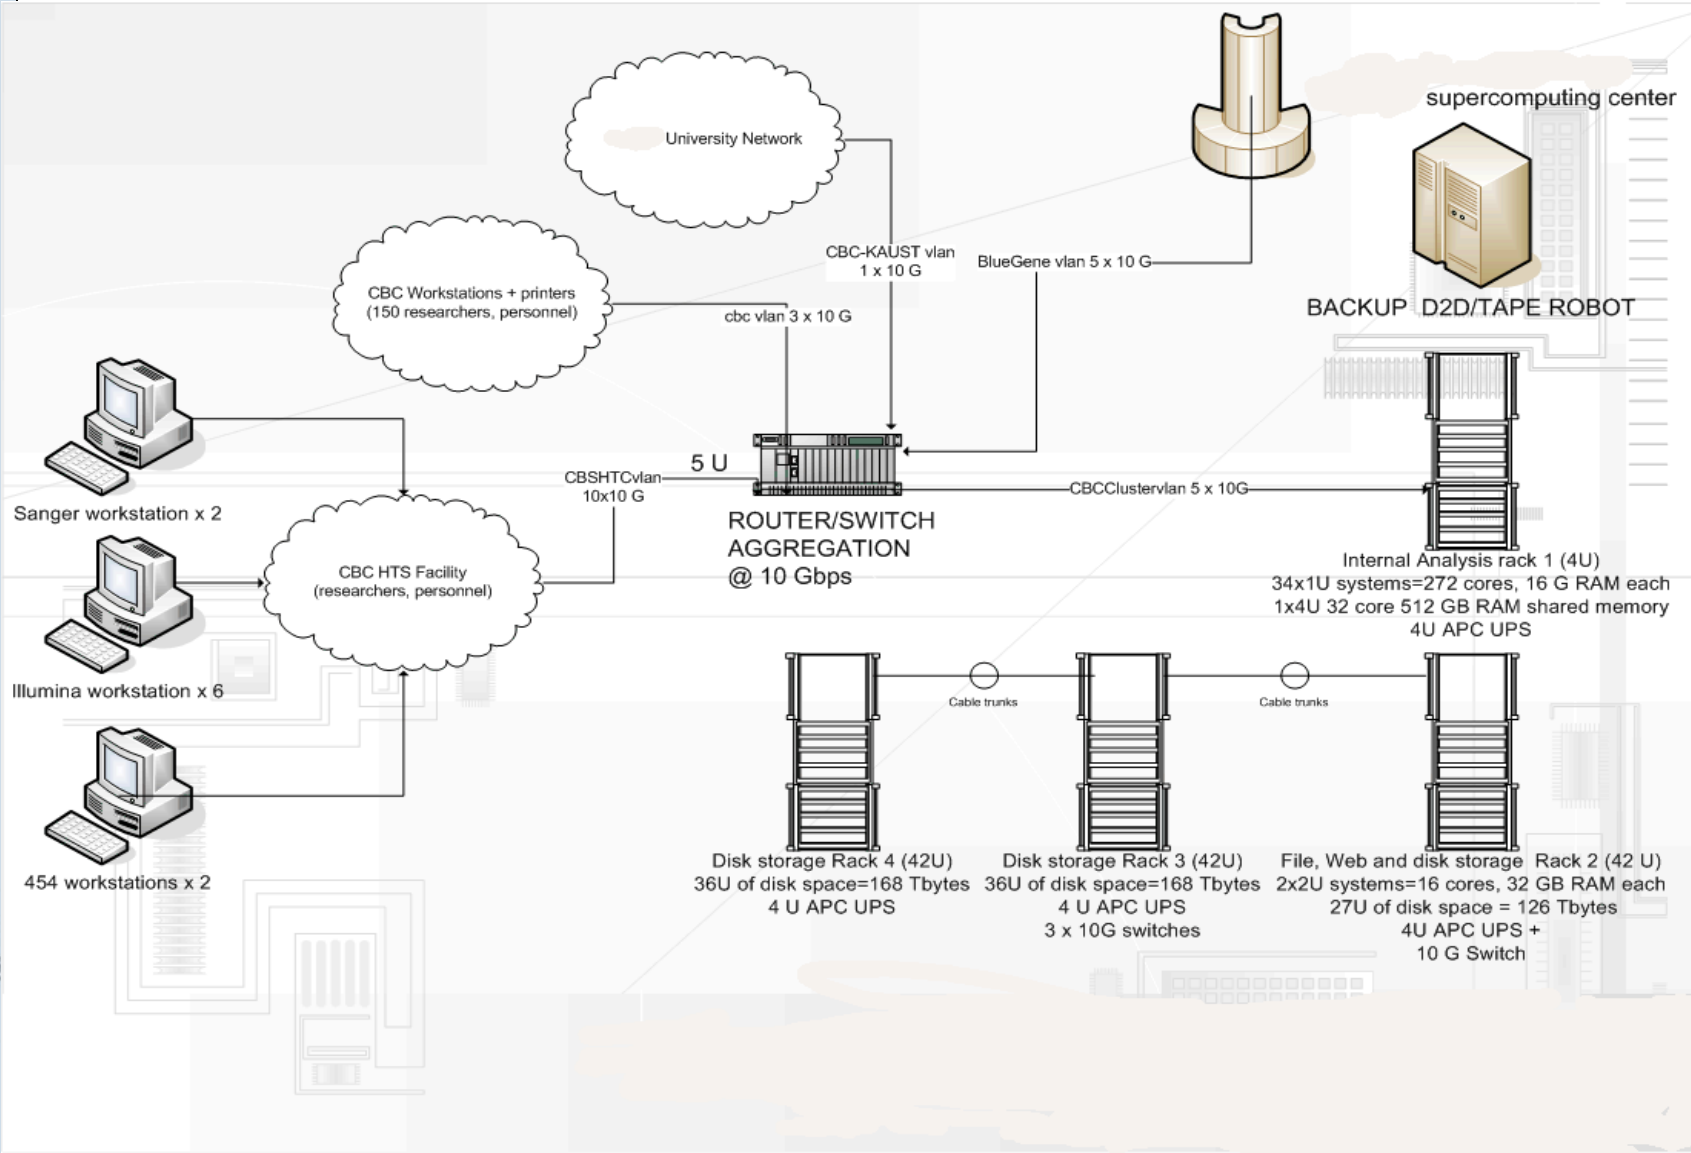 supercomputing center
University Network
CBC-KAUST vlan
1 x 10 G
BlueGene vlan 5 x 10 G
BACKUP D2D/TAPE ROBOT
CBC Workstations + printers
(150 researchers, personnel)
cbc vlan 3 x 10 G
Sanger workstation x 2
5 U
CBSHTCvlan
10x10 G
CBCClustervlan 5 x 10G
ROUTER/SWITCH
AGGREGATION
@ 10 Gbps
Internal Analysis rack 1 (4U)
34x1U systems=272 cores, 16 G RAM each
1x4U 32 core 512 GB RAM shared memory
4U APC UPS
CBC HTS Facility
(researchers, personnel)
Illumina workstation x 6
Cable trunks
Cable trunks
454 workstations x 2
Disk storage Rack 4 (42U)
36U of disk space=168 Tbytes
4 U APC UPS
Disk storage Rack 3 (42U)
36U of disk space=168 Tbytes
4 U APC UPS
3 x 10G switches
File, Web and disk storage Rack 2 (42 U)
2x2U systems=16 cores, 32 GB RAM each
27U of disk space = 126 Tbytes
4U APC UPS +
10 G Switch